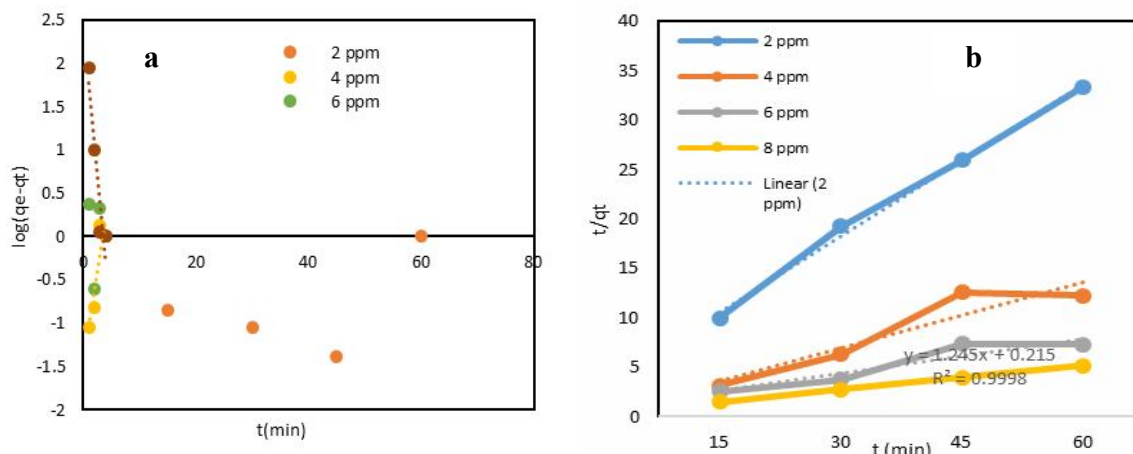 a
2 ppm
4 ppm
6 ppm
2.5
2
1.5
1
0.5
0
-0.5
-1
-1.5
-2
0
20
40
60
80
log(qe-qt)
t(min)
b
2 ppm
4 ppm
6 ppm
8 ppm
Linear (2
ppm)
40
35
30
25
20
15
10
5
0
t/qt
y = 1.245x + 0.215
R² = 0.9998
15
30
45
60
t (min)